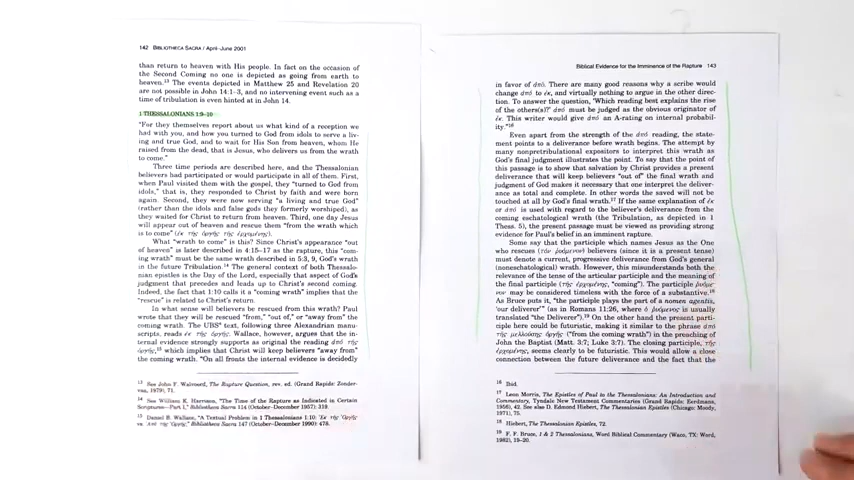 142 BIBLIOTHECA SACRA / April–June 2001
than return to heaven with His people. In fact on the occasion of
the Second Coming no one is depicted as going from earth to
heaven.13 The events depicted in Matthew 25 and Revelation 20
are not possible in John 14:1–3, and no intervening event such as a
time of tribulation is even hinted at in John 14.
1 THESSALONIANS 1:9–10
"For they themselves report about us what kind of a reception we
had with you, and how you turned to God from idols to serve a liv-
ing and true God, and to wait for His Son from heaven, whom He
raised from the dead, that is Jesus, who delivers us from the wrath
to come."
Three time periods are described here, and the Thessalonian
believers had participated or would participate in all of them. First,
when Paul visited them with the gospel, they "turned to God from
idols," that is, they responded to Christ by faith and were born
again. Second, they were now serving "a living and true God"
(rather than the idols and false gods they formerly worshiped), as
they waited for Christ to return from heaven. Third, one day Jesus
will appear out of heaven and rescue them "from the wrath which
is to come" (ἐκ τῆς ὀργῆς τῆς ἐρχομένης).
What "wrath to come" is this? Since Christ's appearance "out
of heaven" is later described in 4:15–17 as the rapture, this "com-
ing wrath" must be the same wrath described in 5:3, 9, God's wrath
in the future Tribulation.14 The general context of both Thessalo-
nian epistles is the Day of the Lord, especially that aspect of God's
judgment that precedes and leads up to Christ's second coming.
Indeed, the fact that 1:10 calls it a "coming wrath" implies that the
"rescue" is related to Christ's return.
In what sense will believers be rescued from this wrath? Paul
wrote that they will be rescued "from," "out of," or "away from" the
coming wrath. The UBS4 text, following three Alexandrian manu-
scripts, reads ἐκ τῆς ὀργῆς. Wallace, however, argues that the in-
ternal evidence strongly supports as original the reading ἀπὸ τῆς
ὀργῆς,15 which implies that Christ will keep believers "away from"
the coming wrath. "On all fronts the internal evidence is decidedly
13 See John F. Walvoord, The Rapture Question, rev. ed. (Grand Rapids: Zonder-
van, 1979), 71.
14 See William K. Harrison, "The Time of the Rapture as Indicated in Certain
Scriptures—Part I," Bibliotheca Sacra 114 (October–December 1957): 319.
15 Daniel B. Wallace, "A Textual Problem in 1 Thessalonians 1:10: Ἐκ τῆς Ὀργῆς
vs. Ἀπὸ τῆς Ὀργῆς," Bibliotheca Sacra 147 (October–December 1990): 478.
Biblical Evidence for the Imminence of the Rapture 143
in favor of ἀπό. There are many good reasons why a scribe would
change ἀπό to ἐκ, and virtually nothing to argue in the other direc-
tion. To answer the question, 'Which reading best explains the rise
of the other(s)?' ἀπό must be judged as the obvious originator of
ἐκ. This writer would give ἀπό an A-rating on internal probabil-
ity."16
Even apart from the strength of the ἀπό reading, the state-
ment points to a deliverance before wrath begins. The attempt by
many nonpretribulational expositors to interpret this wrath as
God's final judgment illustrates the point. To say that the point of
this passage is to show that salvation by Christ provides a present
deliverance that will keep believers "out of" the final wrath and
judgment of God makes it necessary that one interpret the deliver-
ance as total and complete. In other words the saved will not be
touched at all by God's final wrath.17 If the same explanation of ἐκ
or ἀπό is used with regard to the believer's deliverance from the
coming eschatological wrath (the Tribulation, as depicted in 1
Thess. 5), the present passage must be viewed as providing strong
evidence for Paul's belief in an imminent rapture.
Some say that the participle which names Jesus as the One
who rescues (τὸν ῥυόμενον) believers (since it is a present tense)
must denote a current, progressive deliverance from God's general
(noneschatological) wrath. However, this misunderstands both the
relevance of the tense of the articular participle and the meaning of
the final participle (τῆς ἐρχομένης, "coming"). The participle ῥυόμε-
νον may be considered timeless with the force of a substantive.18
As Bruce puts it, "the participle plays the part of a nomen agentis,
'our deliverer'" (as in Romans 11:26, where ὁ ῥυόμενος is usually
translated "the Deliverer").19 On the other hand the present parti-
ciple here could be futuristic, making it similar to the phrase ἀπὸ
τῆς μελλούσης ὀργῆς ("from the coming wrath") in the preaching of
John the Baptist (Matt. 3:7; Luke 3:7). The closing participle, τῆς
ἐρχομένης, seems clearly to be futuristic. This would allow a close
connection between the future deliverance and the fact that the
16 Ibid.
17 Leon Morris, The Epistles of Paul to the Thessalonians: An Introduction and
Commentary, Tyndale New Testament Commentaries (Grand Rapids: Eerdmans,
1956), 42. See also D. Edmond Hiebert, The Thessalonian Epistles (Chicago: Moody,
1971), 75.
18 Hiebert, The Thessalonian Epistles, 72.
19 F. F. Bruce, 1 & 2 Thessalonians, Word Biblical Commentary (Waco, TX: Word,
1982), 19–20.